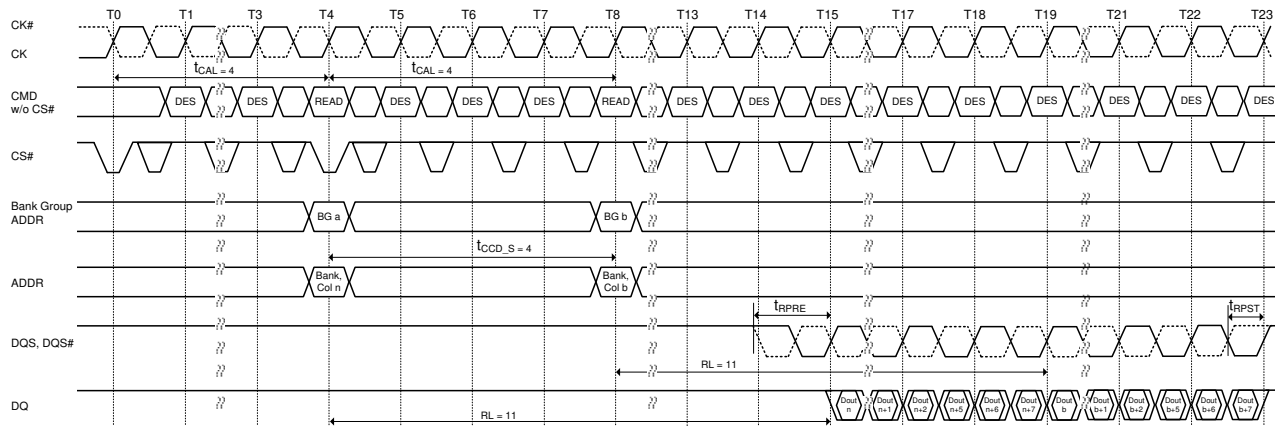 T0 T1 T3 T4 T5 T6 T7 T8 T13 T14 T15 T17 T18 T19 T21 T22 T23
CK#
CK
tCAL = 4 tCAL = 4
CMD
w/o CS#
DES DES READ DES DES DES READ DES DES DES DES DES DES DES DES DES
CS#
Bank Group
ADDR
BG a BG b
tCCD_S = 4
ADDR
Bank,
Col n
Bank,
Col b
tRPRE tRPST
DQS, DQS#
RL = 11
DQ
Dout
n
Dout
n+1
Dout
n+2
Dout
n+5
Dout
n+6
Dout
n+7
Dout
b
Dout
b+1
Dout
b+2
Dout
b+5
Dout
b+6
Dout
b+7
RL = 11